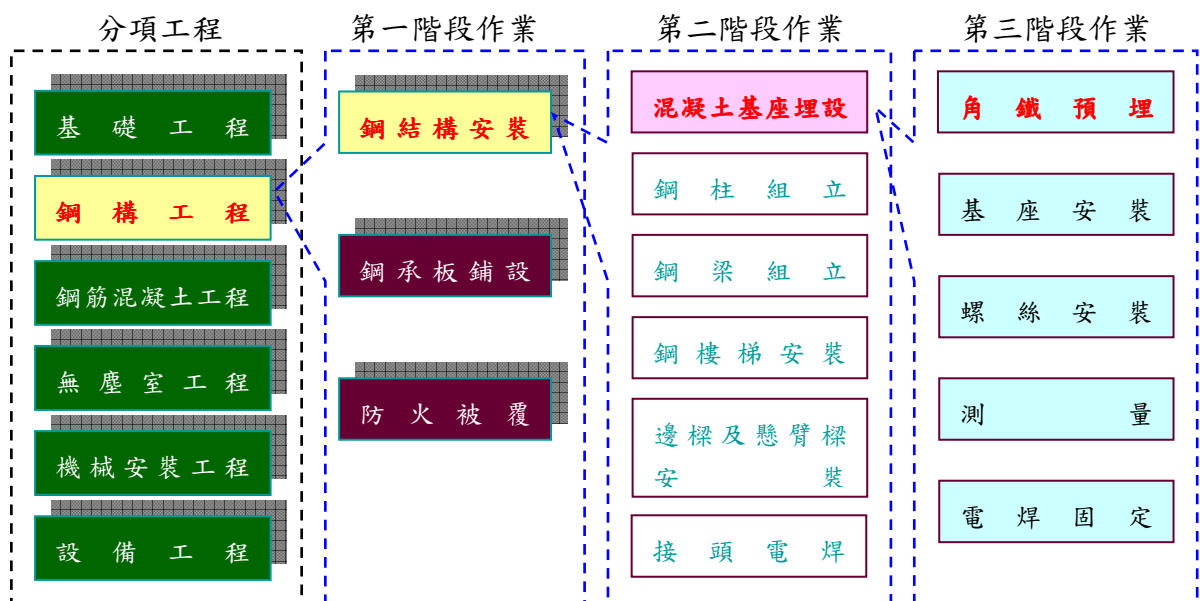 分項工程
基礎工程
鋼構工程
鋼筋混凝土工程
無塵室工程
機械安裝工程
設備工程
第一階段作業
鋼結構安裝
鋼承板鋪設
防火被覆
第二階段作業
混凝土基座埋設
鋼柱組立
鋼梁組立
鋼樓梯安裝
邊樑及懸臂樑
安裝
接頭電焊
第三階段作業
角鐵預埋
基座安裝
螺絲安裝
測量
電焊固定